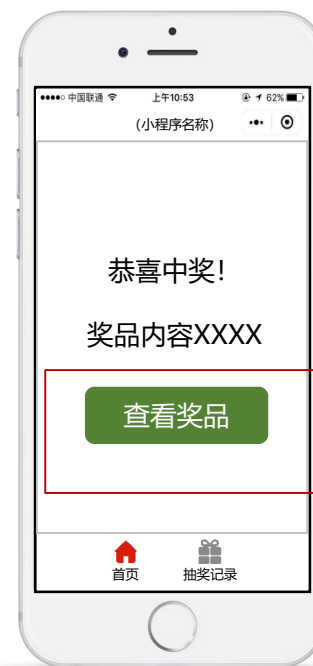 中国联通 上午10:53 62%
(小程序名称)
恭喜中奖!
奖品内容XXXX
查看奖品
首页 抽奖记录